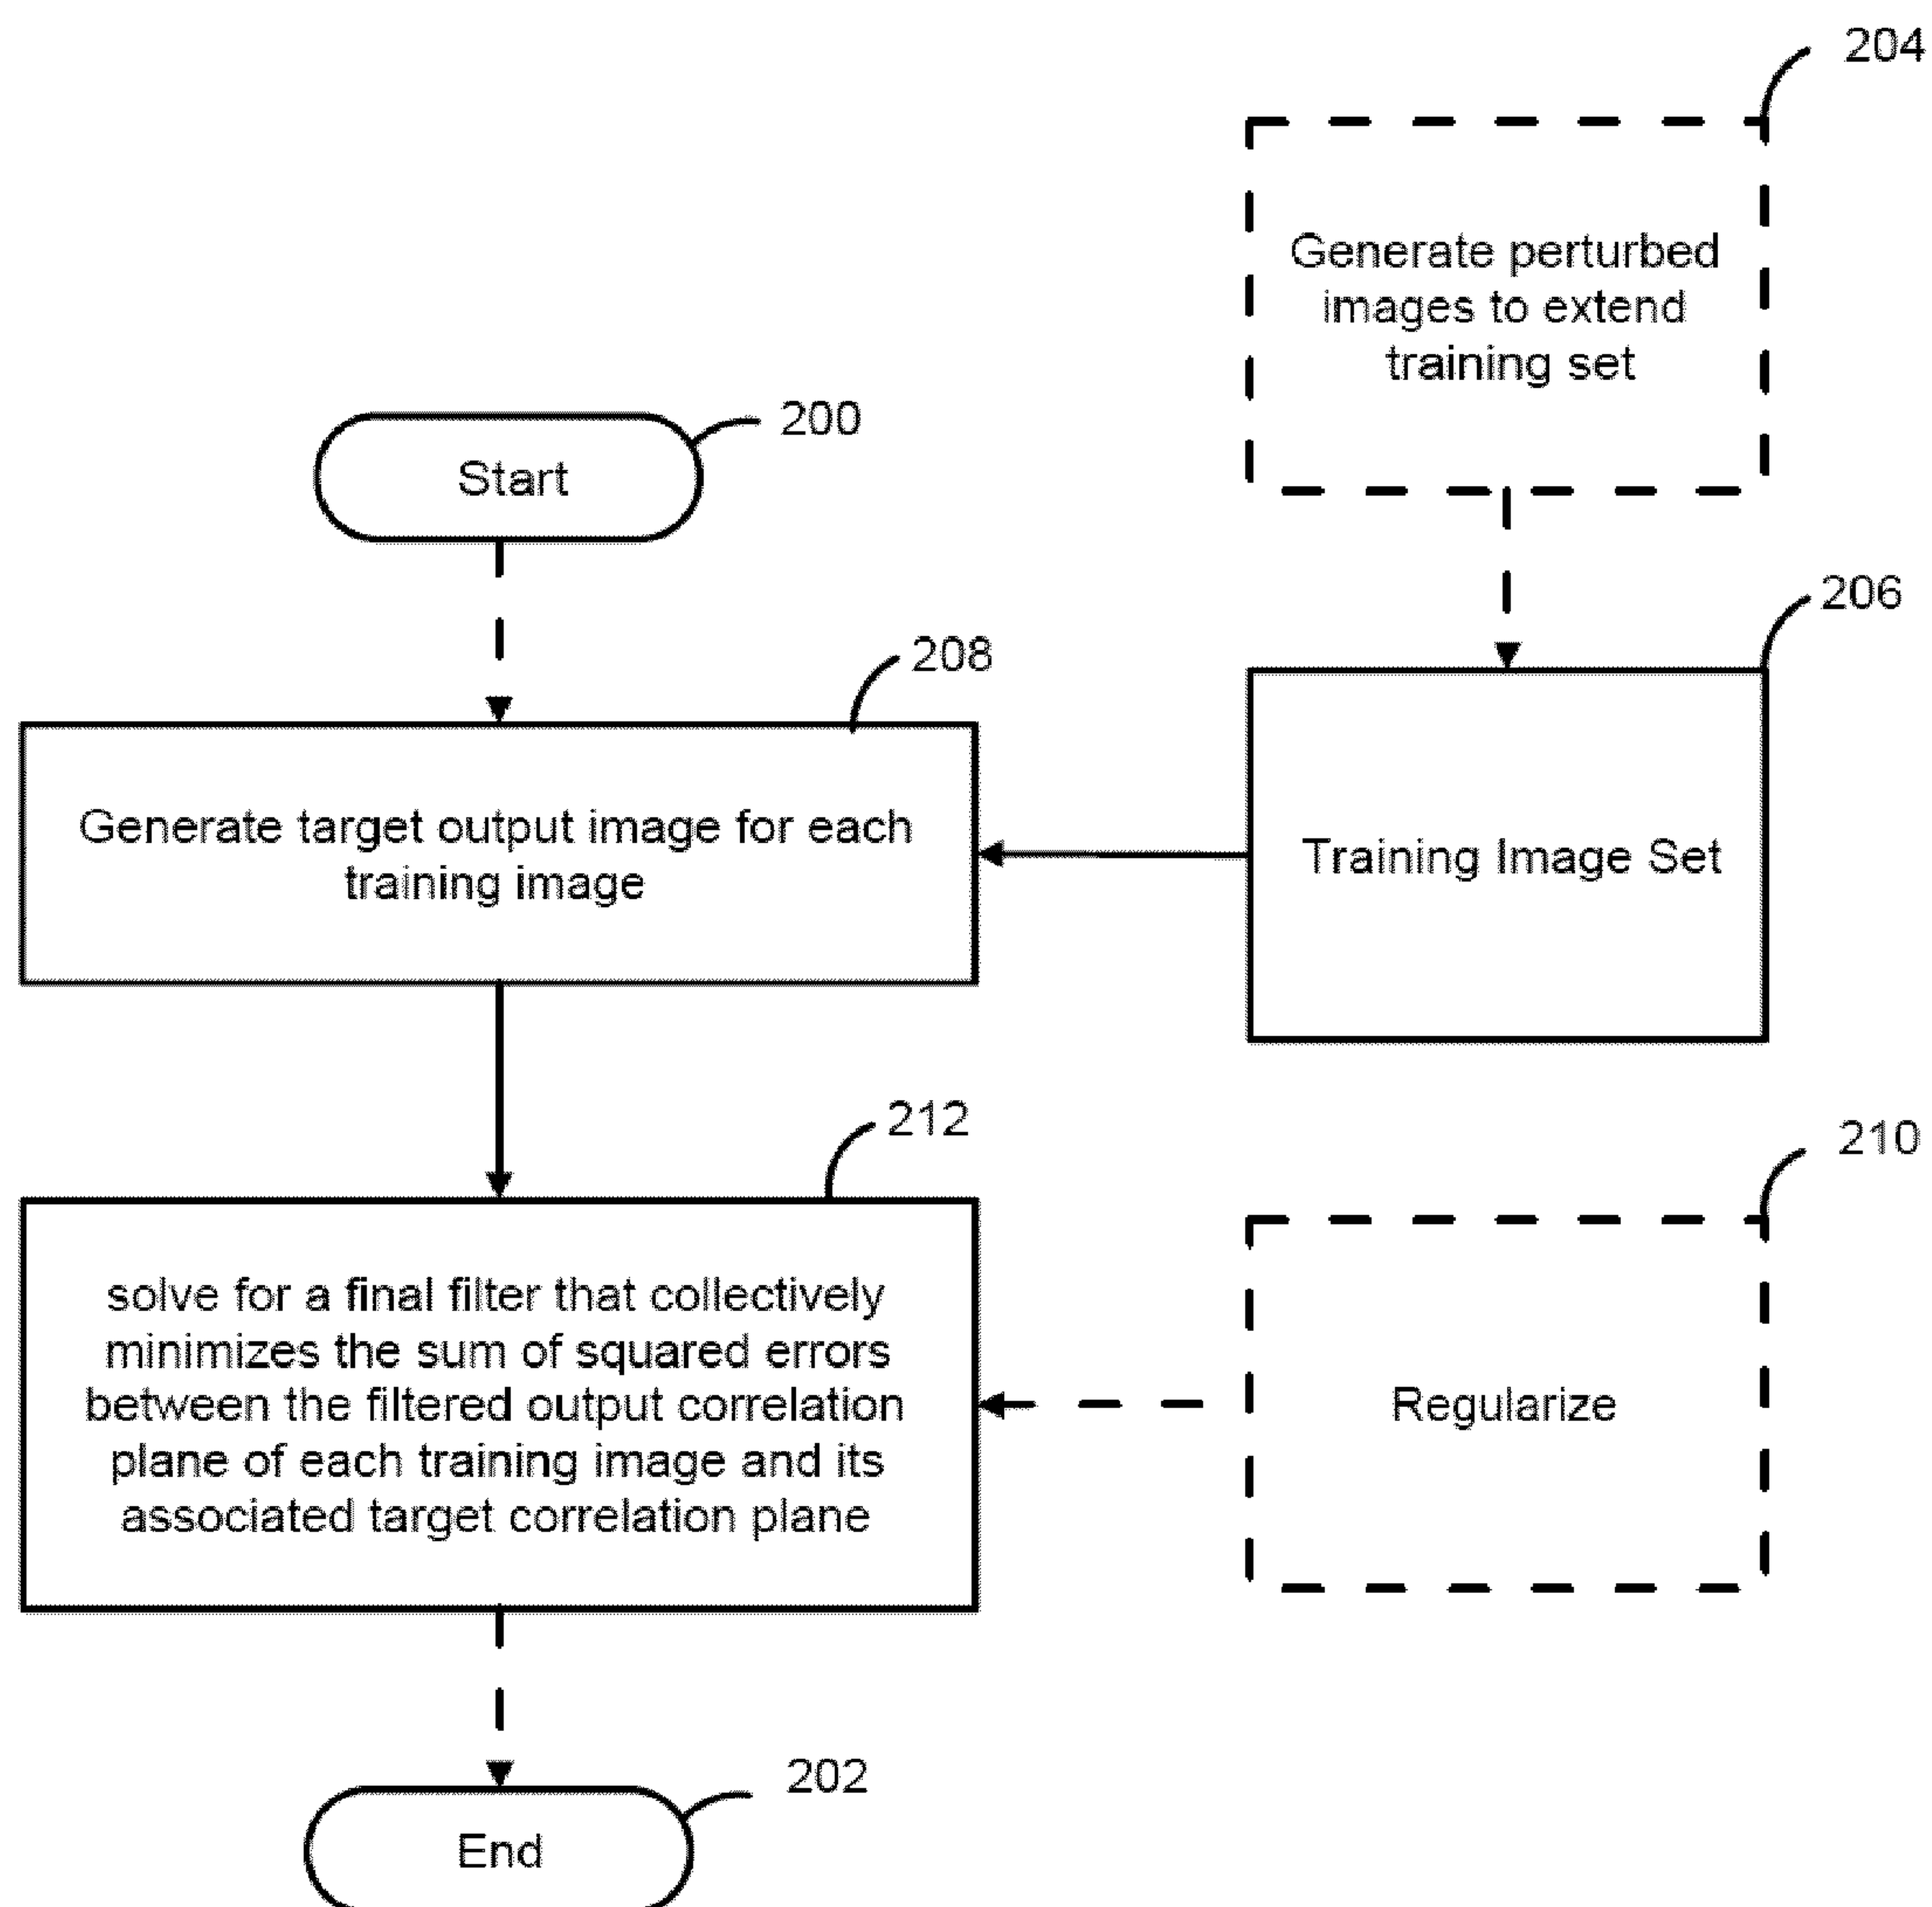 204
Generate perturbed
images to extend
training set
200
Start
206
208
Generate target output image for each
training image
Training Image Set
212
210
solve for a final filter that collectively
minimizes the sum of squared errors
between the filtered output correlation
plane of each training image and its
associated target correlation plane
Regularize
202
End